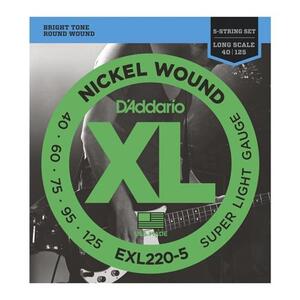 BRIGHT TONE
ROUND WOUND
5-STRING SET
LONG SCALE
40 | 125
NICKEL WOUND
D'Addario
XL
40 • 60 • 75 • 95 • 125
SUPER LIGHT GAUGE
EXL220-5